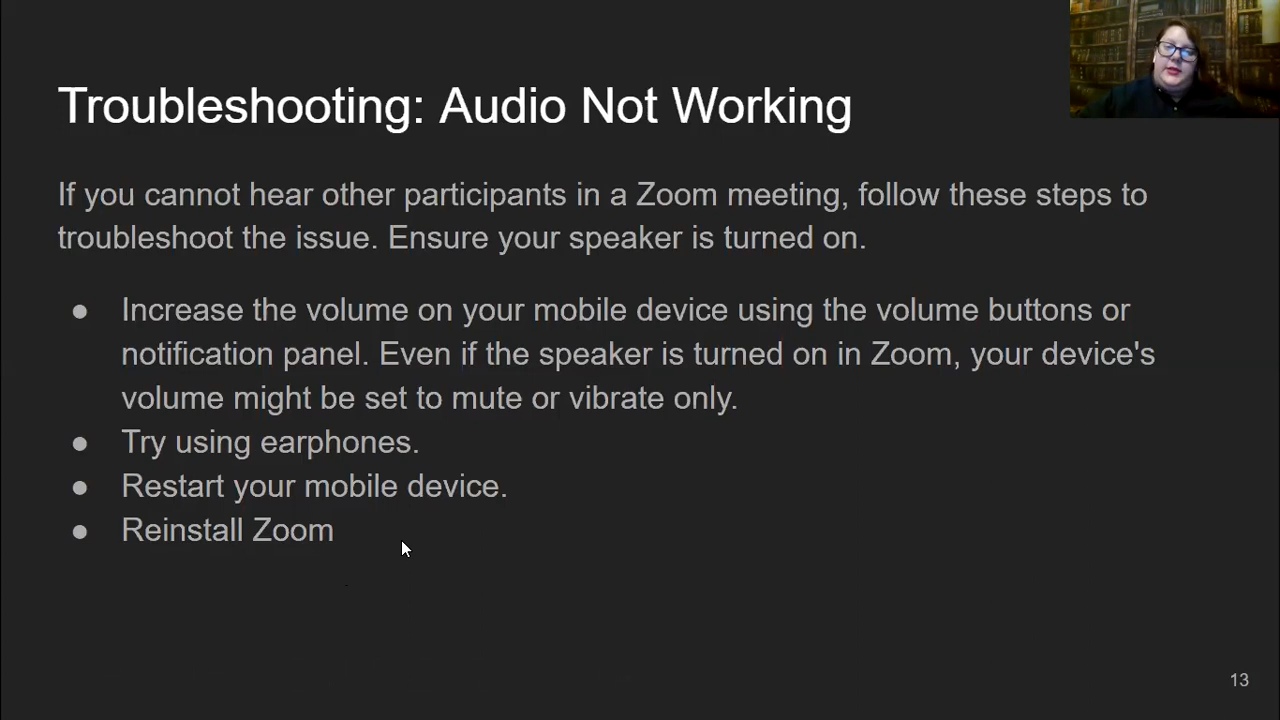 Troubleshooting: Audio Not Working
If you cannot hear other participants in a Zoom meeting, follow these steps to
troubleshoot the issue. Ensure your speaker is turned on.
● Increase the volume on your mobile device using the volume buttons or
notification panel. Even if the speaker is turned on in Zoom, your device's
volume might be set to mute or vibrate only.
● Try using earphones.
● Restart your mobile device.
● Reinstall Zoom
13